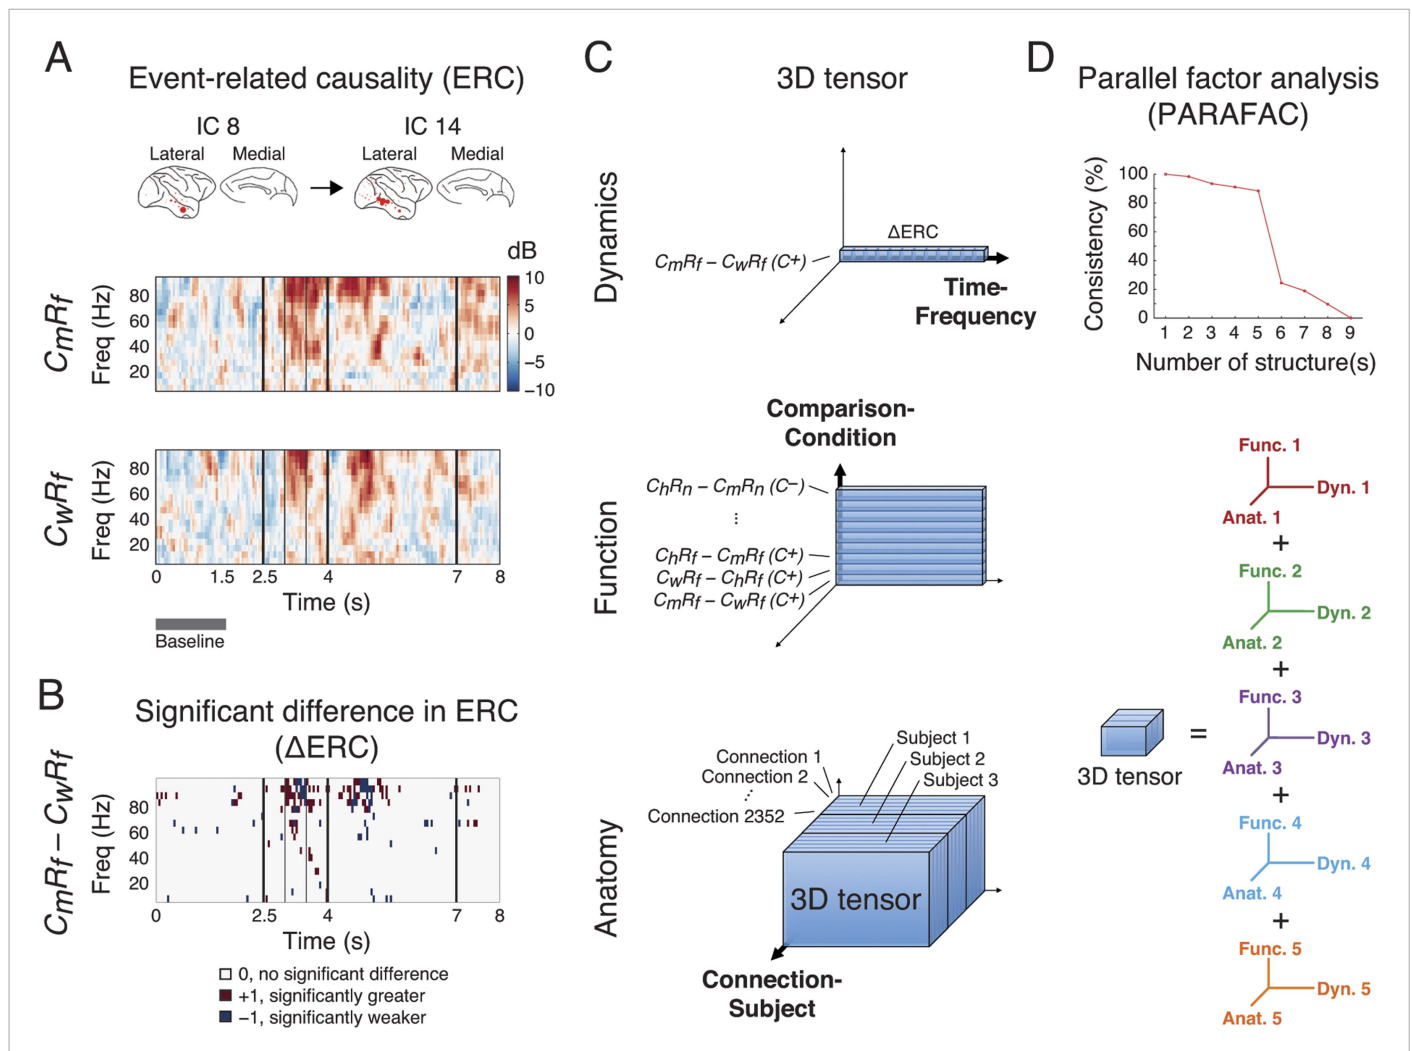 A
Event-related causality (ERC)
IC 8
IC 14
Lateral
Medial
Lateral
Medial
dB
10
5
0
−5
−10
CmRf
Freq (Hz)
80
60
40
20
CwRf
Freq (Hz)
80
60
40
20
0
1.5
2.5
4
7
8
Time (s)
Baseline
B
Significant difference in ERC
(ΔERC)
CmRf – CwRf
Freq (Hz)
80
60
40
20
0
2.5
4
7
8
Time (s)
0, no significant difference
+1, significantly greater
−1, significantly weaker
C
3D tensor
Dynamics
ΔERC
CmRf – CwRf (C+)
Time-
Frequency
Function
Comparison-
Condition
ChRn – CmRn (C–)
...
ChRf – CmRf (C+)
CwRf – ChRf (C+)
CmRf – CwRf (C+)
Anatomy
Connection 1
Connection 2
...
Connection 2352
Subject 1
Subject 2
Subject 3
3D tensor
Connection-
Subject
D
Parallel factor analysis
(PARAFAC)
Consistency (%)
100
80
60
40
20
0
1 2 3 4 5 6 7 8 9
Number of structure(s)
3D tensor
=
Func. 1
Dyn. 1
Anat. 1
+
Func. 2
Dyn. 2
Anat. 2
+
Func. 3
Dyn. 3
Anat. 3
+
Func. 4
Dyn. 4
Anat. 4
+
Func. 5
Dyn. 5
Anat. 5